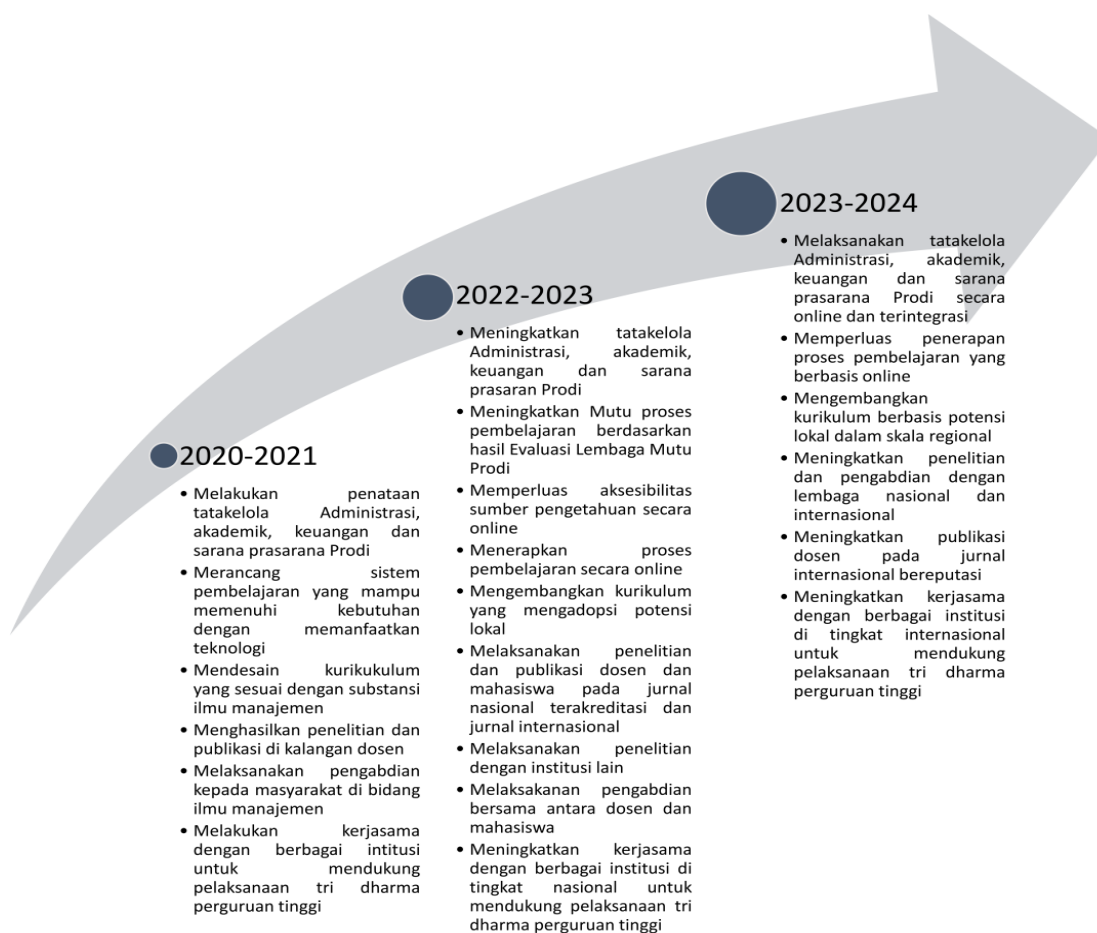 2020-2021
• Melakukan penataan
tatakelola Administrasi,
akademik, keuangan dan
sarana prasarana Prodi
• Merancang sistem
pembelajaran yang mampu
memenuhi kebutuhan
dengan memanfaatkan
teknologi
• Mendesain kurikukulum
yang sesuai dengan substansi
ilmu manajemen
• Menghasilkan penelitian dan
publikasi di kalangan dosen
• Melaksanakan pengabdian
kepada masyarakat di bidang
ilmu manajemen
• Melakukan kerjasama
dengan berbagai intitusi
untuk mendukung
pelaksanaan tri dharma
perguruan tinggi
2022-2023
• Meningkatkan tatakelola
Administrasi, akademik,
keuangan dan sarana
prasaran Prodi
• Meningkatkan Mutu proses
pembelajaran berdasarkan
hasil Evaluasi Lembaga Mutu
Prodi
• Memperluas aksesibilitas
sumber pengetahuan secara
online
• Menerapkan proses
pembelajaran secara online
• Mengembangkan kurikulum
yang mengadopsi potensi
lokal
• Melaksanakan penelitian
dan publikasi dosen dan
mahasiswa pada jurnal
nasional terakreditasi dan
jurnal internasional
• Melaksanakan penelitian
dengan institusi lain
• Melaksakanan pengabdian
bersama antara dosen dan
mahasiswa
• Meningkatkan kerjasama
dengan berbagai institusi di
tingkat nasional untuk
mendukung pelaksanaan tri
dharma perguruan tinggi
2023-2024
• Melaksanakan tatakelola
Administrasi, akademik,
keuangan dan sarana
prasarana Prodi secara
online dan terintegrasi
• Memperluas penerapan
proses pembelajaran yang
berbasis online
• Mengembangkan
kurikulum berbasis potensi
lokal dalam skala regional
• Meningkatkan penelitian
dan pengabdian dengan
lembaga nasional dan
internasional
• Meningkatkan publikasi
dosen pada jurnal
internasional bereputasi
• Meningkatkan kerjasama
dengan berbagai institusi
di tingkat internasional
untuk mendukung
pelaksanaan tri dharma
perguruan tinggi